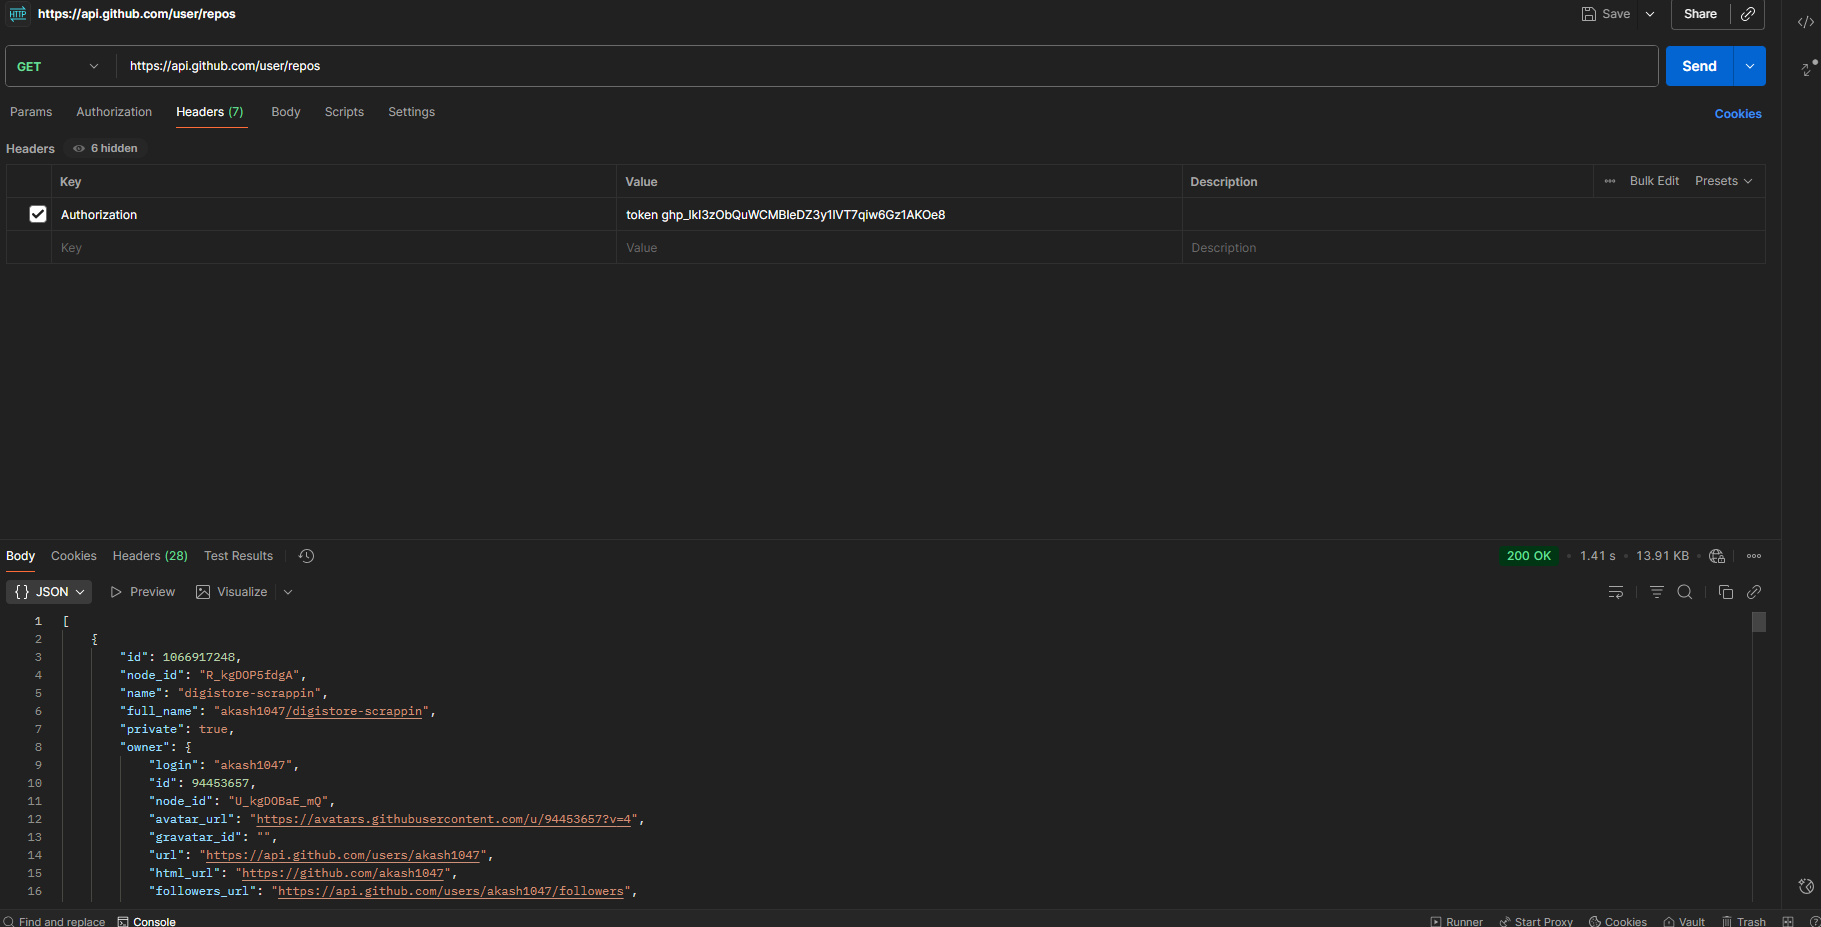 HTTP https://api.github.com/user/repos
Save
Share
GET
https://api.github.com/user/repos
Send
Params Authorization Headers (7) Body Scripts Settings
Cookies
Headers 6 hidden
Key Value Description ••• Bulk Edit Presets
Authorization token
Key Value Description
Body Cookies Headers (28) Test Results
200 OK • 1.41 s • 13.91 KB •
{} JSON Preview Visualize
1 [
2 {
3 "id": 1066917248,
4 "node_id": "R_kgDOP5fdgA",
5 "name": "digistore-scrappin",
6 "full_name": "akash1047/digistore-scrappin",
7 "private": true,
8 "owner": {
9 "login": "akash1047",
10 "id": 94453657,
11 "node_id": "U_kgDOBaE_mQ",
12 "avatar_url": "https://avatars.githubusercontent.com/u/94453657?v=4",
13 "gravatar_id": "",
14 "url": "https://api.github.com/users/akash1047",
15 "html_url": "https://github.com/akash1047",
16 "followers_url": "https://api.github.com/users/akash1047/followers",
Find and replace Console
Runner Start Proxy Cookies Vault Trash